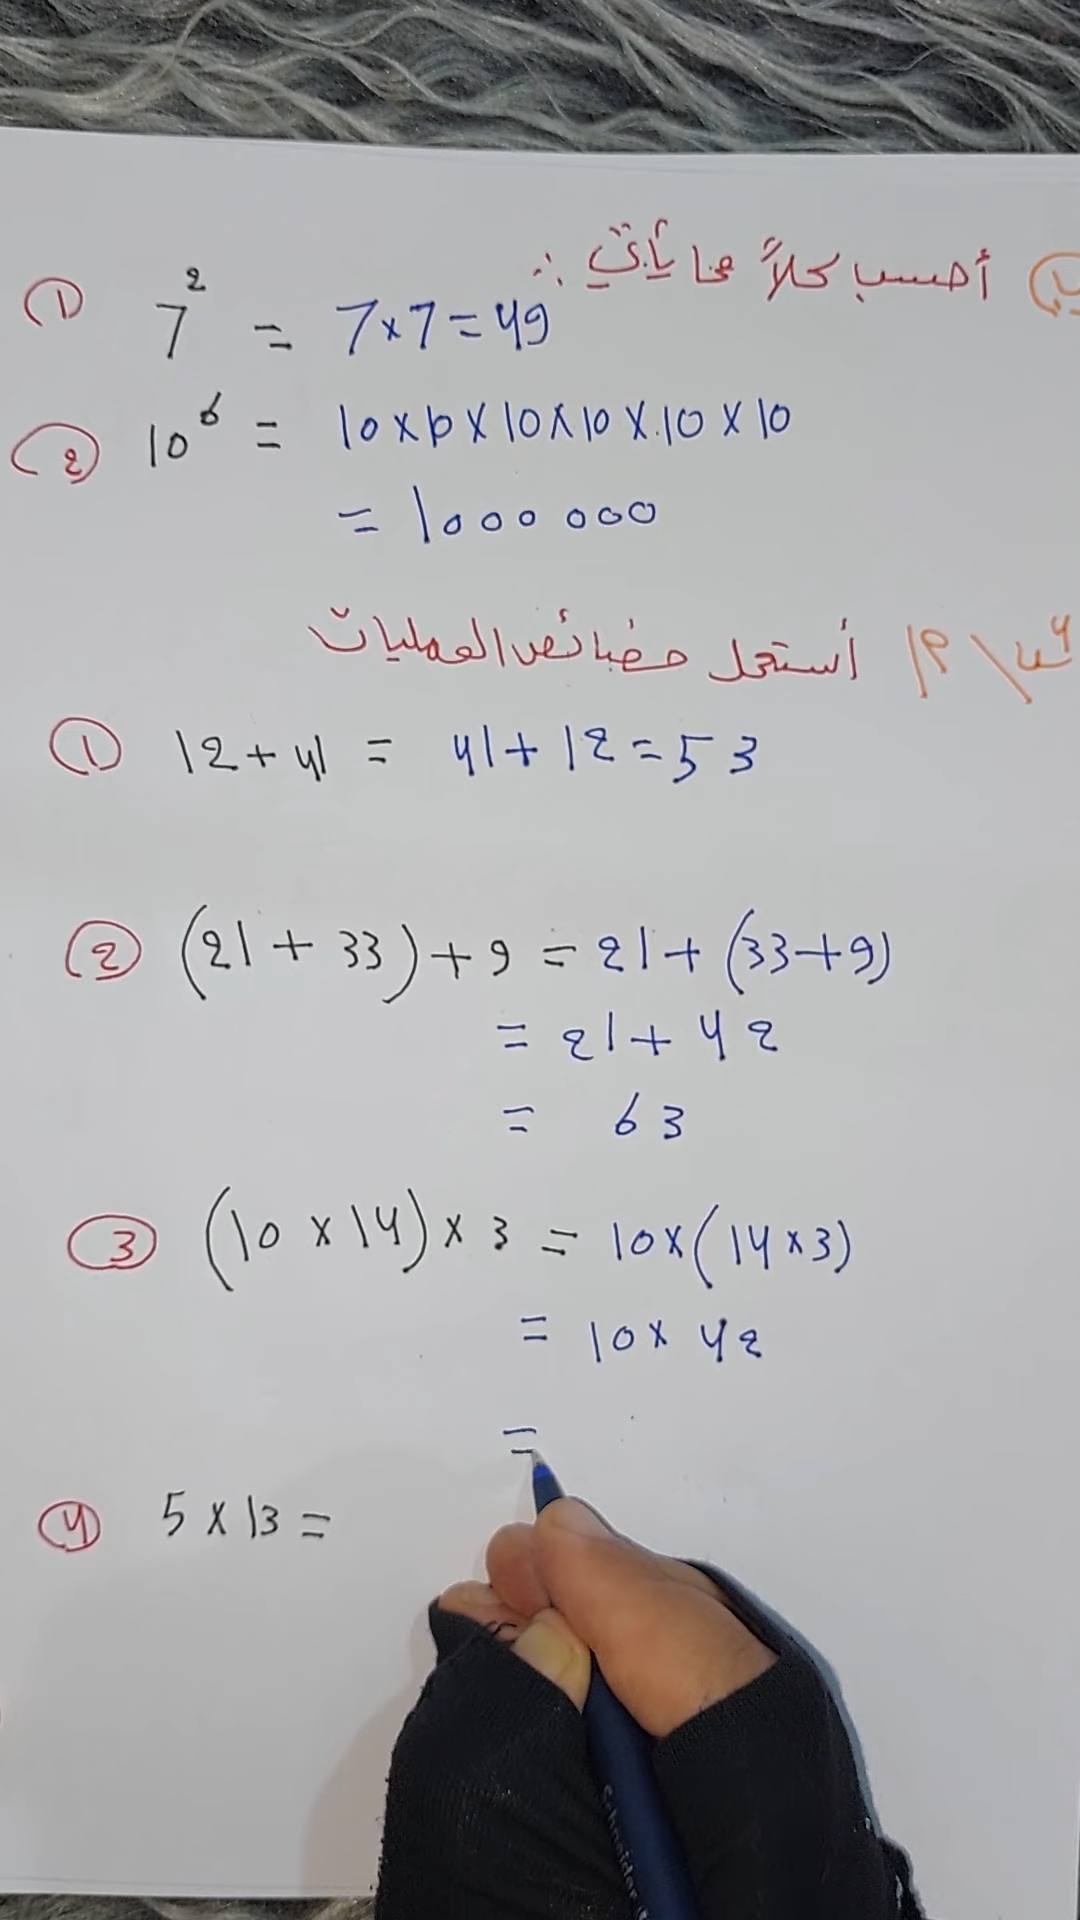 أحسب كلاً مما يأتي :
① 7² = 7×7=49
② 10⁶ = 10×10×10×10×10×10
= 1000 000
أستعمل خصائص العمليات
① 12+41 = 41+12=53
② (21+33)+9=21+(33+9)
= 21+42
= 63
③ (10×14)×3=10×(14×3)
= 10×42
=
④ 5×13=
Schneider